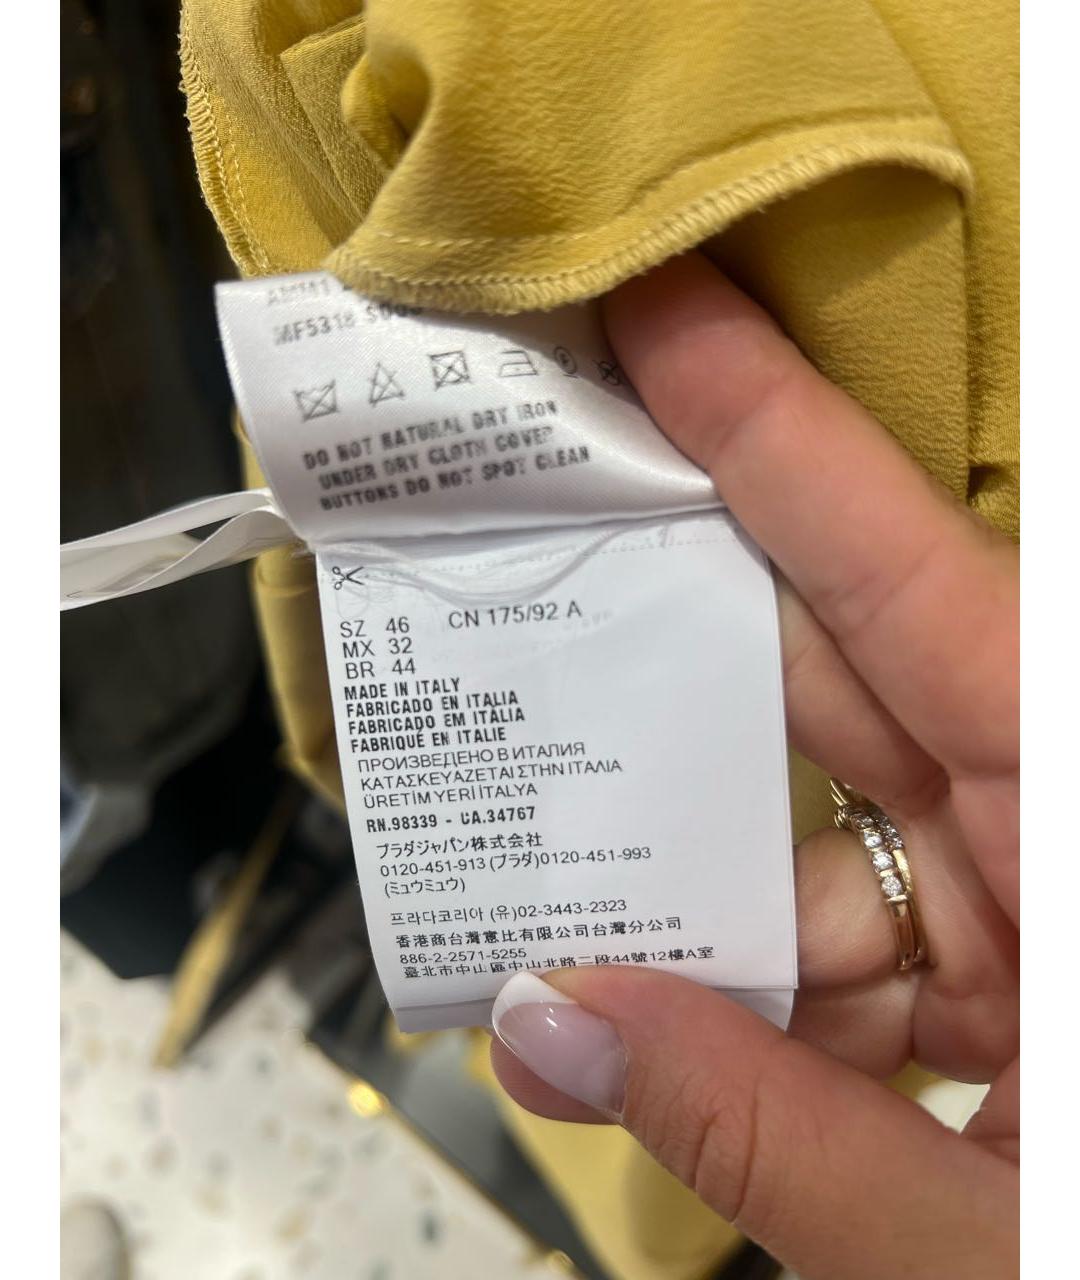 MF5318 S000
DO NOT NATURAL DRY IRON
UNDER DRY CLOTH COVER
BUTTONS DO NOT SPOT CLEAN
SZ 46 CN 175/92 A
MX 32
BR 44
MADE IN ITALY
FABRICADO EN ITALIA
FABRICADO EM ITÁLIA
FABRIQUÉ EN ITALIE
ПРОИЗВЕДЕНО В ИТАЛИЯ
ΚΑΤΑΣΚΕΥΑΖΕΤΑΙ ΣΤΗΝ ΙΤΑΛΙΑ
ÜRETİM YERİ İTALYA
RN.98339 - CA.34767
プラダジャパン株式会社
0120-451-913 (プラダ)0120-451-993
(ミュウミュウ)
프라다코리아 (유)02-3443-2323
香港商台灣憲比有限公司台灣分公司
886-2-2571-5255
臺北市中山區中山北路二段44號12樓A室